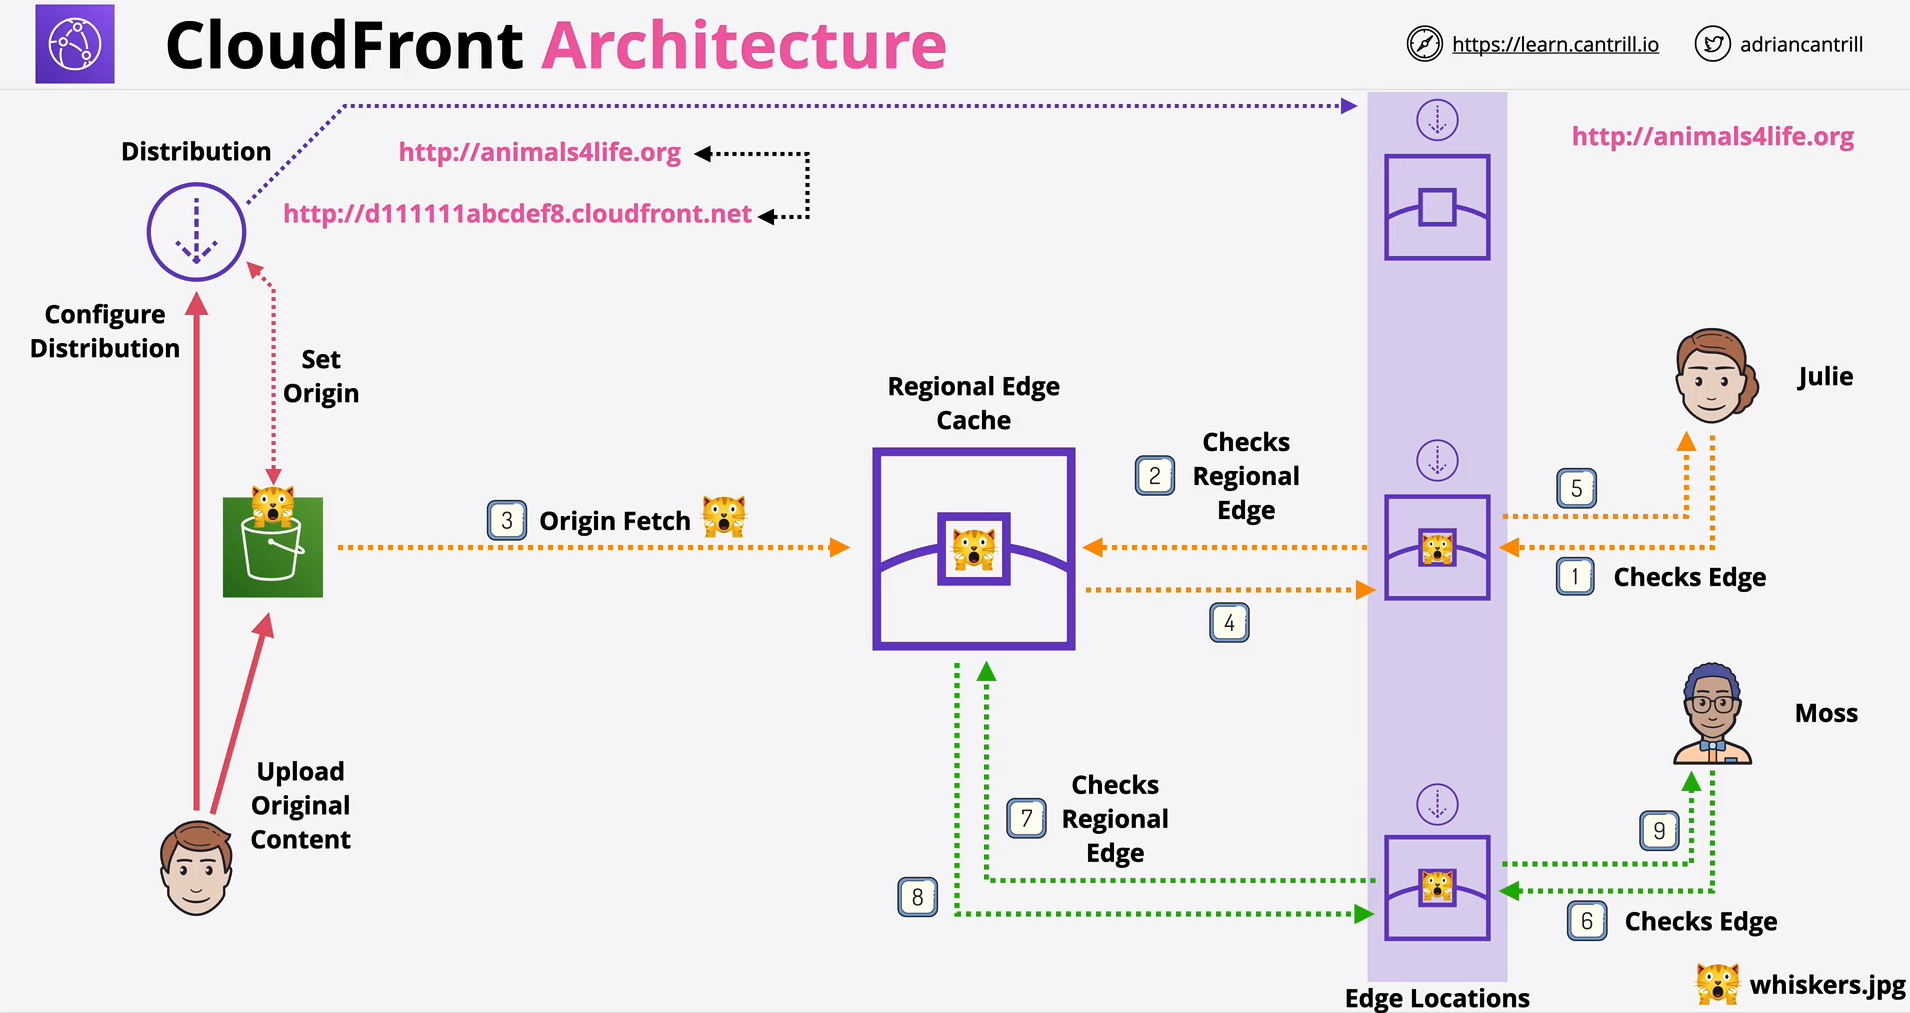 CloudFront Architecture
https://learn.cantrill.io
adriancantrill
Distribution
http://animals4life.org
http://d111111abcdef8.cloudfront.net
http://animals4life.org
Configure
Distribution
Set
Origin
Julie
Regional Edge
Cache
2
Checks
Regional
Edge
3
Origin Fetch
5
1
Checks Edge
4
Moss
Upload
Original
Content
7
Checks
Regional
Edge
8
9
6
Checks Edge
whiskers.jpg
Edge Locations